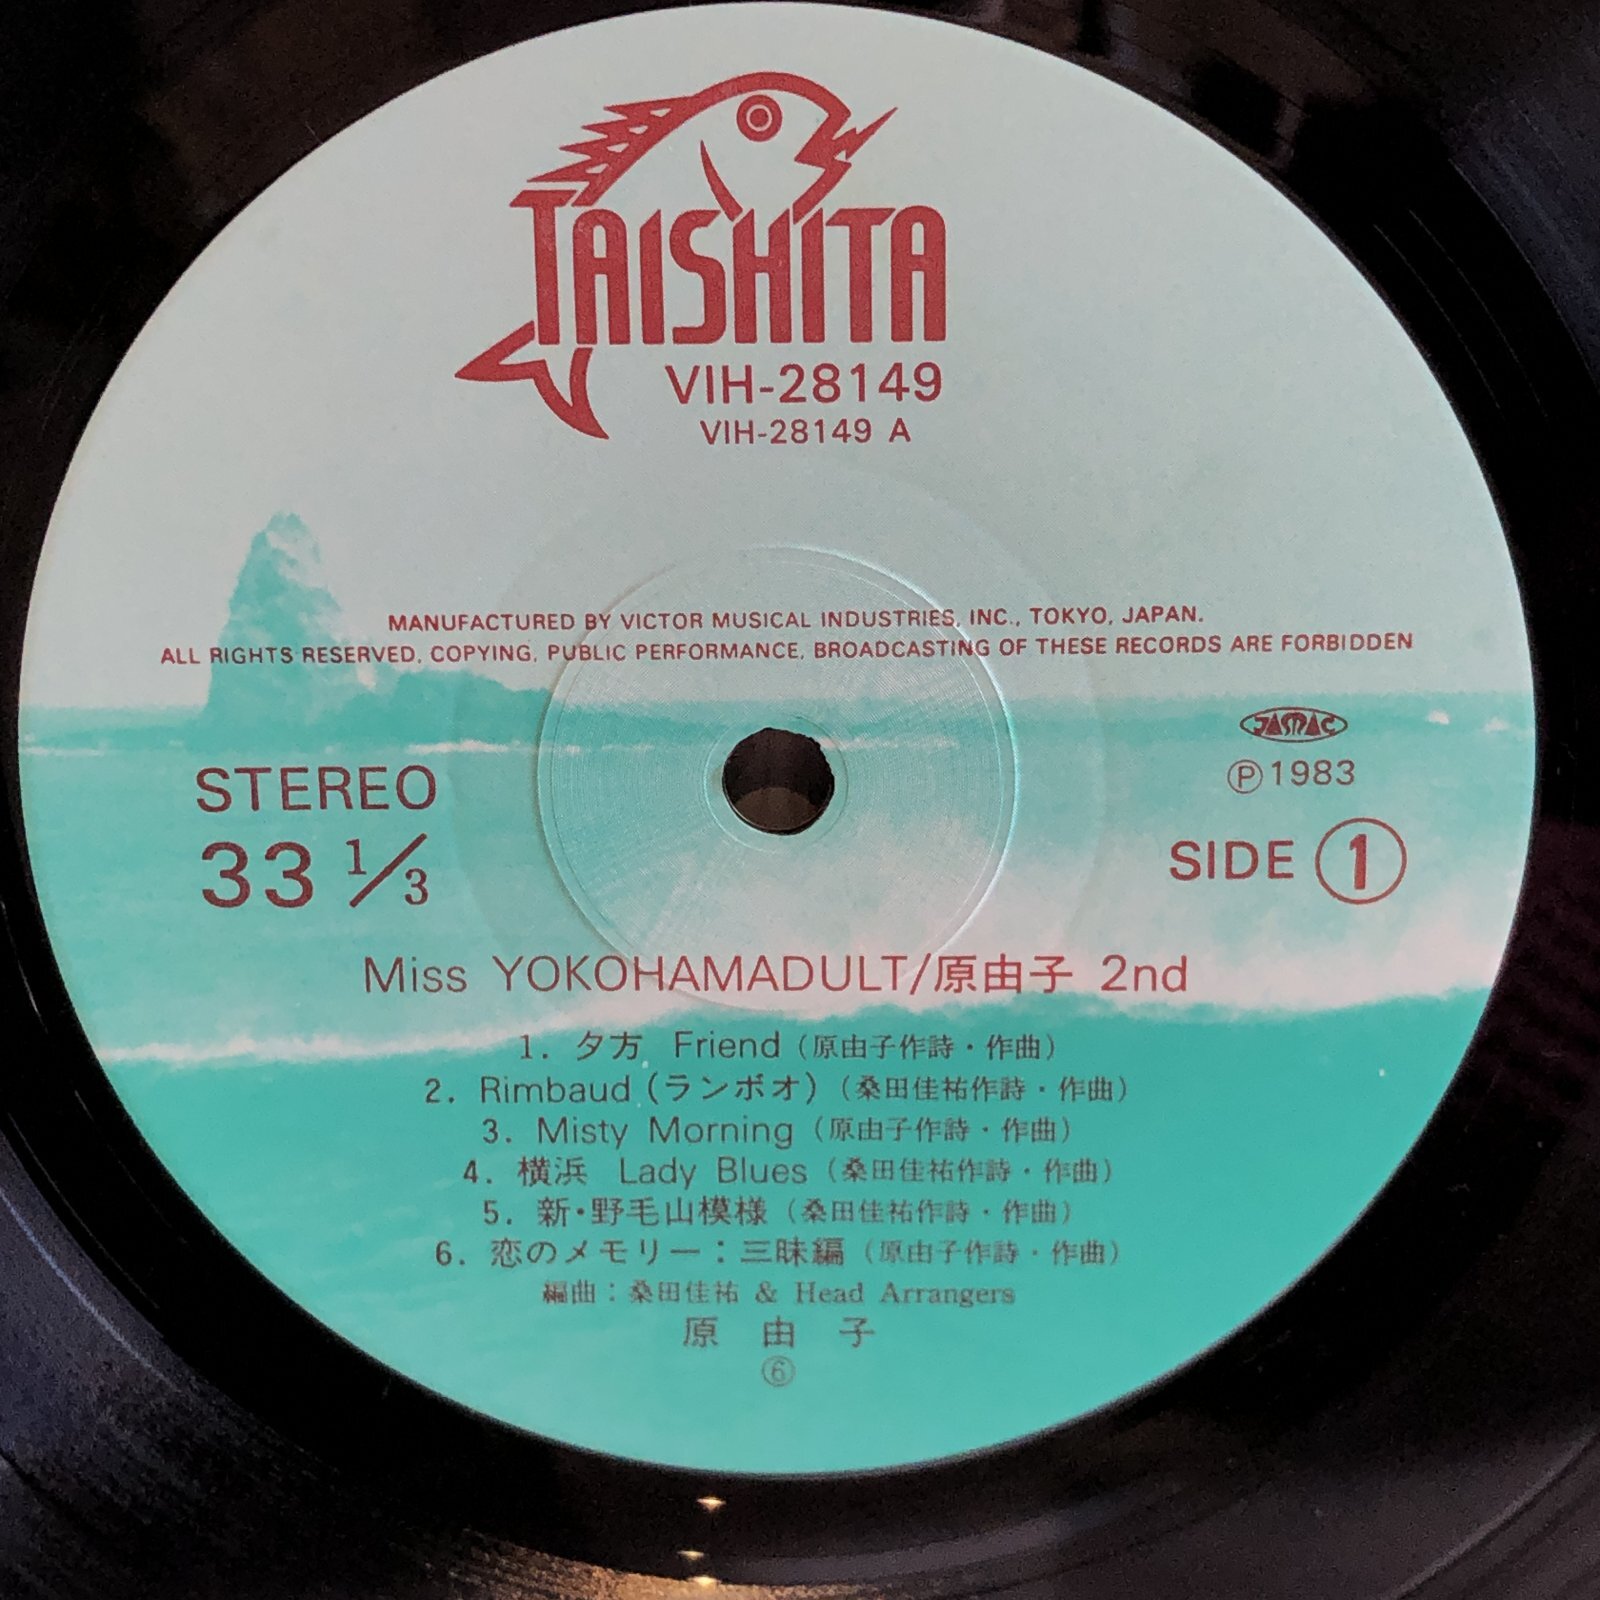 TAISHITA
VIH-28149
VIH-28149 A
MANUFACTURED BY VICTOR MUSICAL INDUSTRIES, INC., TOKYO, JAPAN.
ALL RIGHTS RESERVED, COPYING, PUBLIC PERFORMANCE, BROADCASTING OF THESE RECORDS ARE FORBIDDEN
JASRAC
Ⓟ1983
STEREO
33 1/3
SIDE ①
Miss YOKOHAMADULT/原由子 2nd
1. 夕方 Friend (原由子作詩・作曲)
2. Rimbaud (ランボオ) (桑田佳祐作詩・作曲)
3. Misty Morning (原由子作詩・作曲)
4. 横浜 Lady Blues (桑田佳祐作詩・作曲)
5. 新・野毛山模様 (桑田佳祐作詩・作曲)
6. 恋のメモリー:三昧編 (原由子作詩・作曲)
編曲:桑田佳祐 & Head Arrangers
原 由 子
⑥